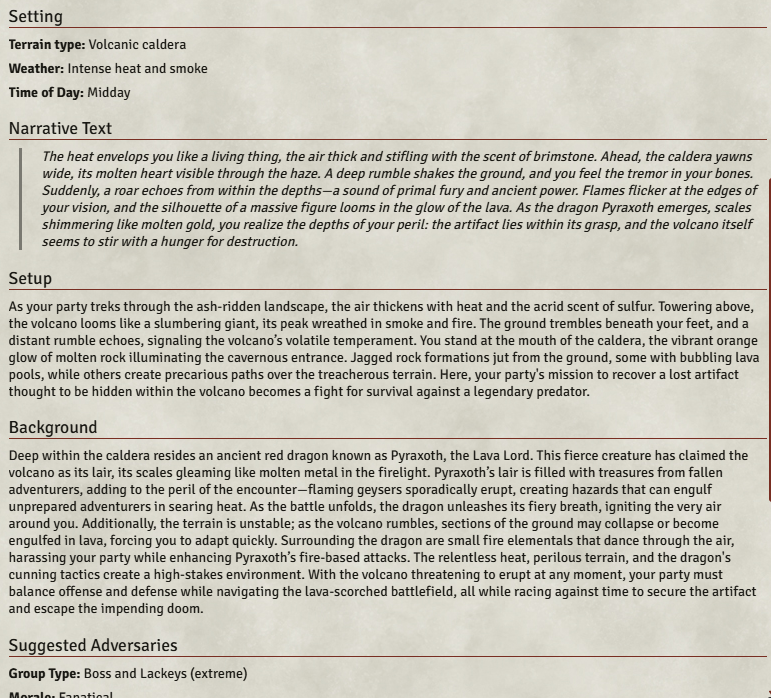 Setting
Terrain type: Volcanic caldera
Weather: Intense heat and smoke
Time of Day: Midday
Narrative Text
The heat envelops you like a living thing, the air thick and stifling with the scent of brimstone. Ahead, the caldera yawns
wide, its molten heart visible through the haze. A deep rumble shakes the ground, and you feel the tremor in your bones.
Suddenly, a roar echoes from within the depths—a sound of primal fury and ancient power. Flames flicker at the edges of
your vision, and the silhouette of a massive figure looms in the glow of the lava. As the dragon Pyraxoth emerges, scales
shimmering like molten gold, you realize the depths of your peril: the artifact lies within its grasp, and the volcano itself
seems to stir with a hunger for destruction.
Setup
As your party treks through the ash-ridden landscape, the air thickens with heat and the acrid scent of sulfur. Towering above,
the volcano looms like a slumbering giant, its peak wreathed in smoke and fire. The ground trembles beneath your feet, and a
distant rumble echoes, signaling the volcano's volatile temperament. You stand at the mouth of the caldera, the vibrant orange
glow of molten rock illuminating the cavernous entrance. Jagged rock formations jut from the ground, some with bubbling lava
pools, while others create precarious paths over the treacherous terrain. Here, your party's mission to recover a lost artifact
thought to be hidden within the volcano becomes a fight for survival against a legendary predator.
Background
Deep within the caldera resides an ancient red dragon known as Pyraxoth, the Lava Lord. This fierce creature has claimed the
volcano as its lair, its scales gleaming like molten metal in the firelight. Pyraxoth's lair is filled with treasures from fallen
adventurers, adding to the peril of the encounter—flaming geysers sporadically erupt, creating hazards that can engulf
unprepared adventurers in searing heat. As the battle unfolds, the dragon unleashes its fiery breath, igniting the very air
around you. Additionally, the terrain is unstable; as the volcano rumbles, sections of the ground may collapse or become
engulfed in lava, forcing you to adapt quickly. Surrounding the dragon are small fire elementals that dance through the air,
harassing your party while enhancing Pyraxoth's fire-based attacks. The relentless heat, perilous terrain, and the dragon's
cunning tactics create a high-stakes environment. With the volcano threatening to erupt at any moment, your party must
balance offense and defense while navigating the lava-scorched battlefield, all while racing against time to secure the artifact
and escape the impending doom.
Suggested Adversaries
Group Type: Boss and Lackeys (extreme)
Morale: Fanatical